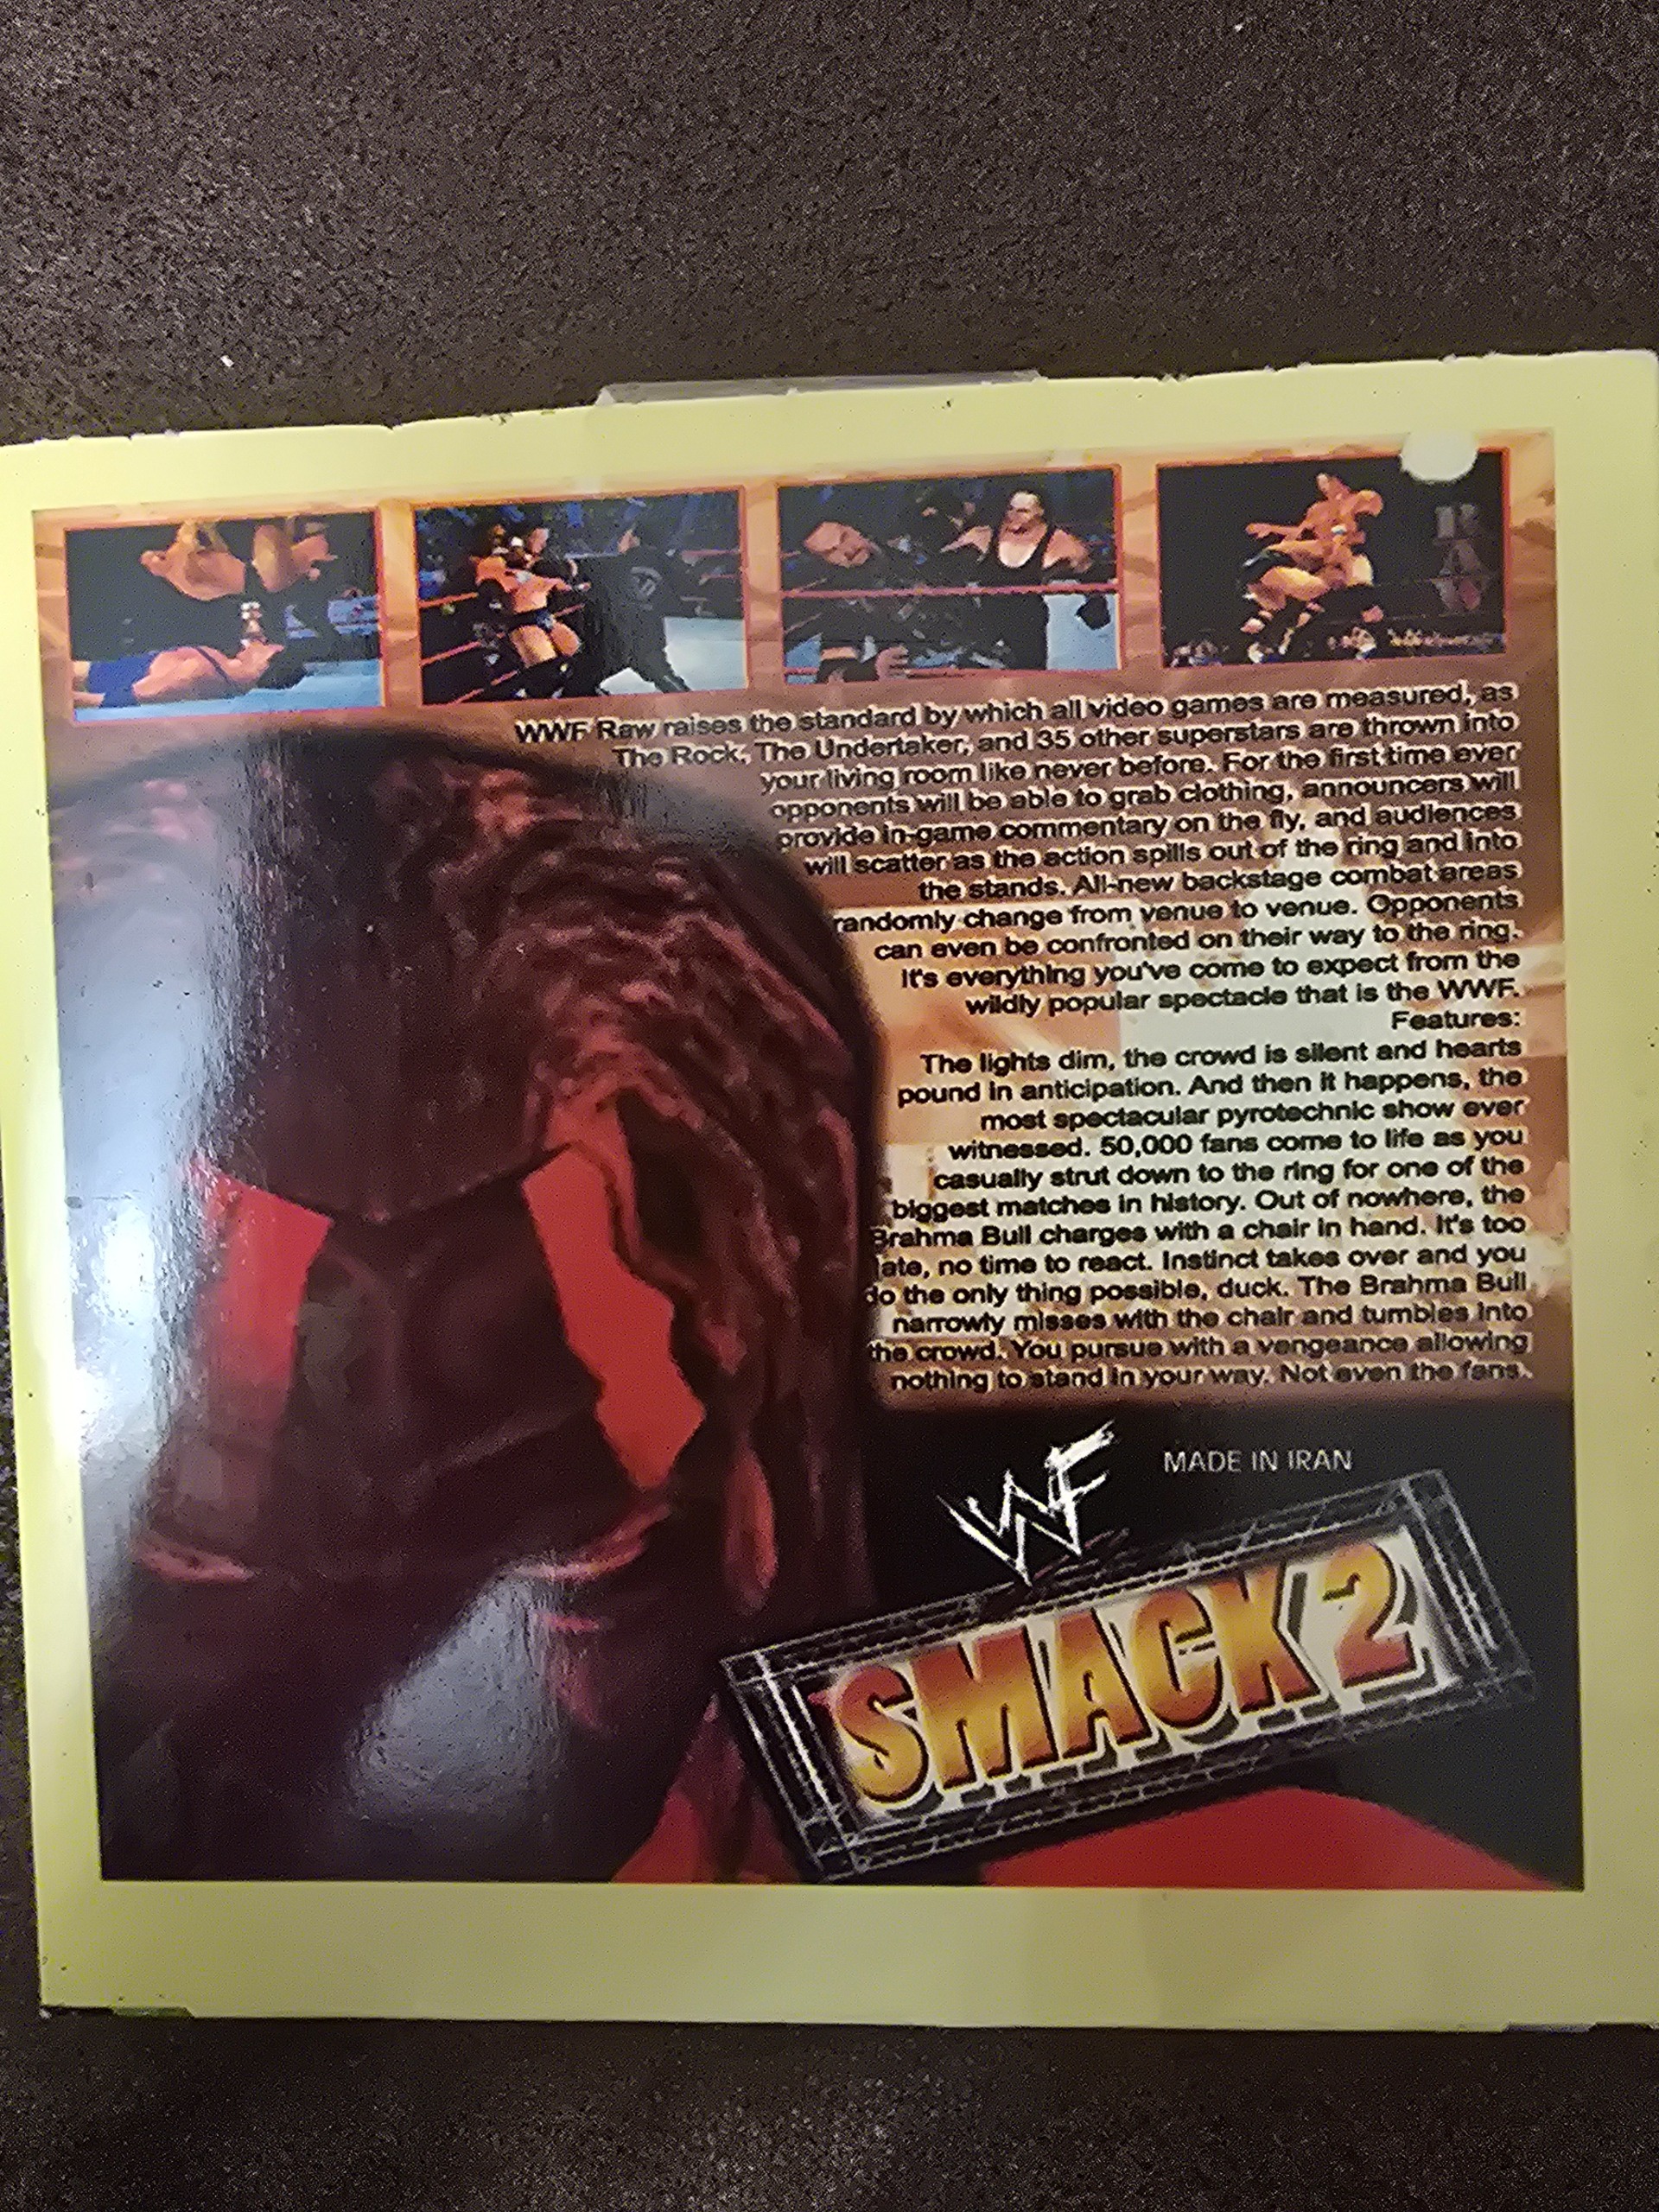 WWF Raw raises the standard by which all video games are measured, as
The Rock, The Undertaker, and 35 other superstars are thrown into
your living room like never before. For the first time ever
opponents will be able to grab clothing, announcers will
provide in-game commentary on the fly, and audiences
will scatter as the action spills out of the ring and into
the stands. All-new backstage combat areas
randomly change from venue to venue. Opponents
can even be confronted on their way to the ring.
It's everything you've come to expect from the
wildly popular spectacle that is the WWF.
Features:
The lights dim, the crowd is silent and hearts
pound in anticipation. And then it happens, the
most spectacular pyrotechnic show ever
witnessed. 50,000 fans come to life as you
casually strut down to the ring for one of the
biggest matches in history. Out of nowhere, the
Brahma Bull charges with a chair in hand. It's too
late, no time to react. Instinct takes over and you
do the only thing possible, duck. The Brahma Bull
narrowly misses with the chair and tumbles into
the crowd. You pursue with a vengeance allowing
nothing to stand in your way. Not even the fans.
WF
MADE IN IRAN
SMACK 2